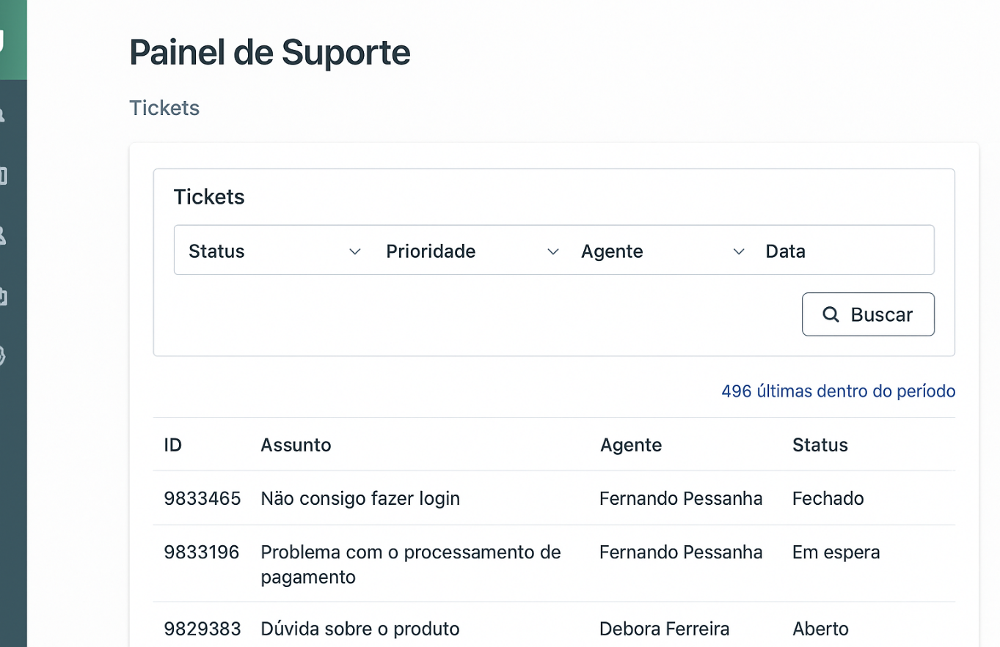 Painel de Suporte
Tickets
Tickets
Status Prioridade Agente Data
Buscar
496 últimas dentro do período
ID Assunto Agente Status
9833465 Näo consigo fazer login Fernando Pessanha Fechado
9833196 Problema com o processamento de Fernando Pessanha Em espera
pagamento
9829383 Dúvida sobre o produto Debora Ferreira Aberto